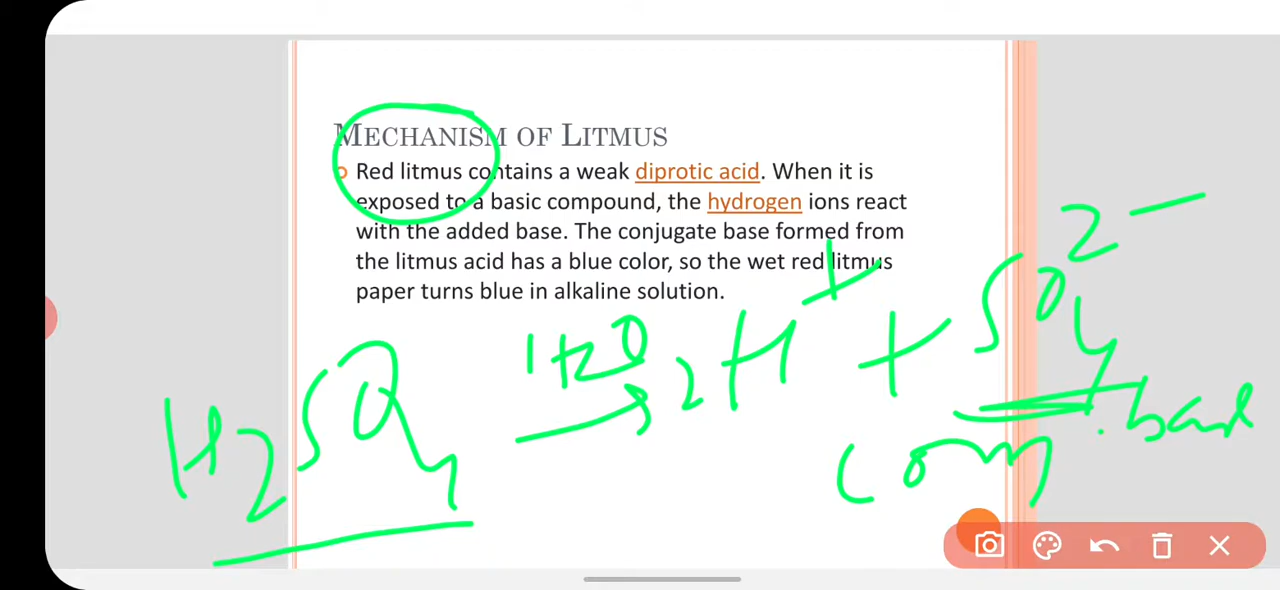 MECHANISM OF LITMUS
Red litmus contains a weak diprotic acid. When it is
exposed to a basic compound, the hydrogen ions react
with the added base. The conjugate base formed from
the litmus acid has a blue color, so the wet red litmus
paper turns blue in alkaline solution.
H2SO4 H2O → 2H+ + SO4 2−
conj. base